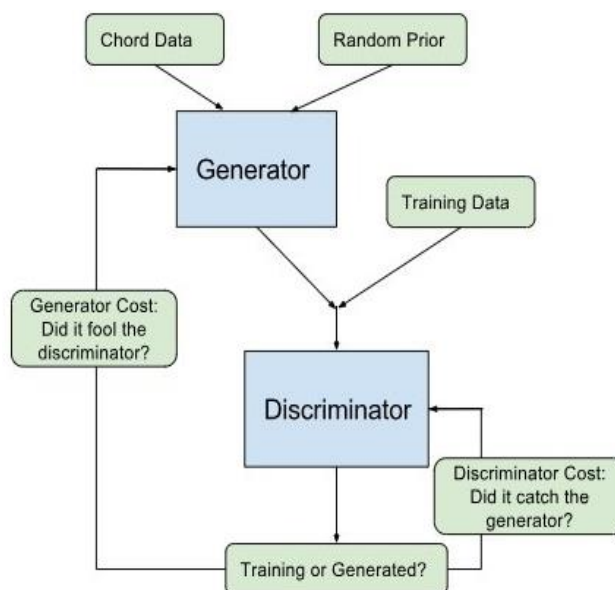 Chord Data
Random Prior
Generator
Training Data
Generator Cost:
Did it fool the
discriminator?
Discriminator
Discriminator Cost:
Did it catch the
generator?
Training or Generated?